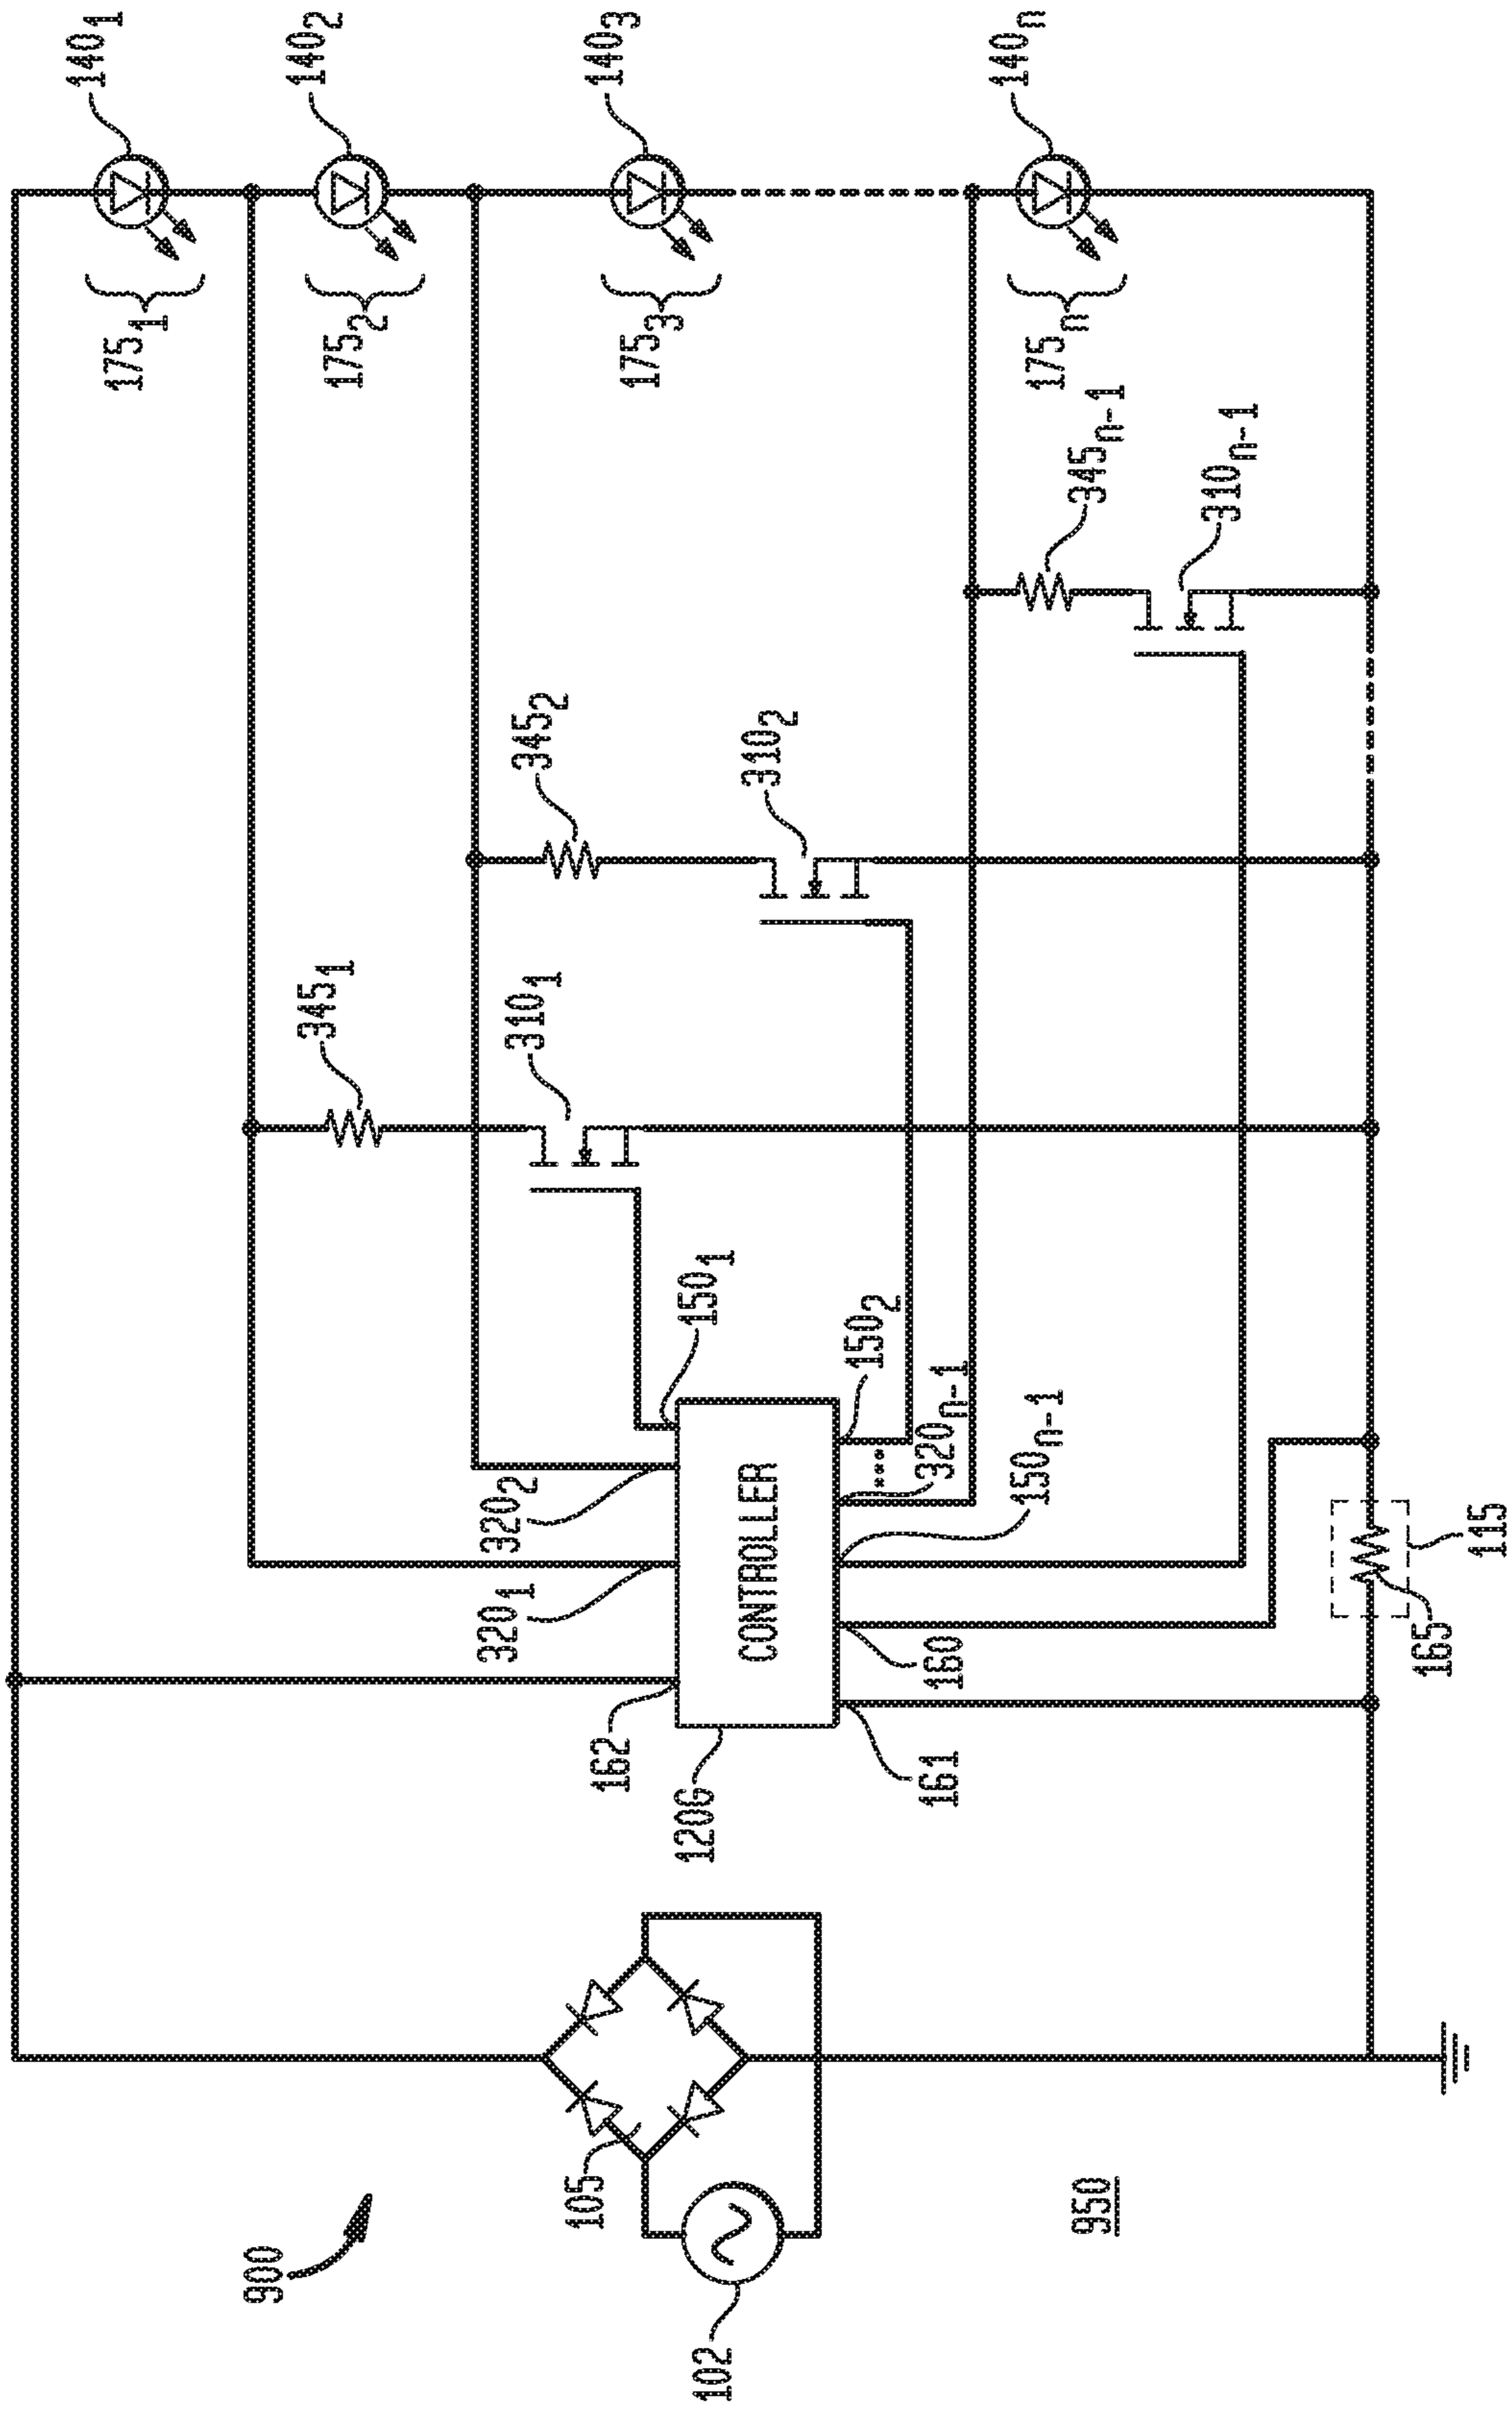 900
102
105
950
162
120G
161
160
CONTROLLER
320₁
320₂
150₁
150₂
320ₙ₋₁
150ₙ₋₁
165
115
345₁
310₁
345₂
310₂
345ₙ₋₁
310ₙ₋₁
175₁
175₂
175₃
175ₙ
140₁
140₂
140₃
140ₙ